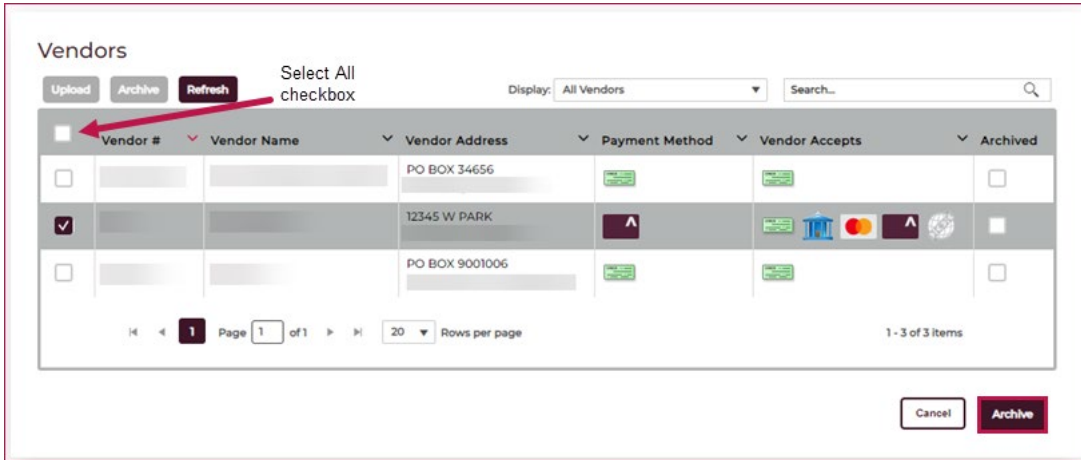 Vendors
Upload Archive Refresh
Select All
checkbox
Display: All Vendors Search...
Vendor # Vendor Name Vendor Address Payment Method Vendor Accepts Archived
PO BOX 34656
12345 W PARK
PO BOX 9001006
1 Page 1 of 1 20 Rows per page 1 - 3 of 3 items
Cancel Archive